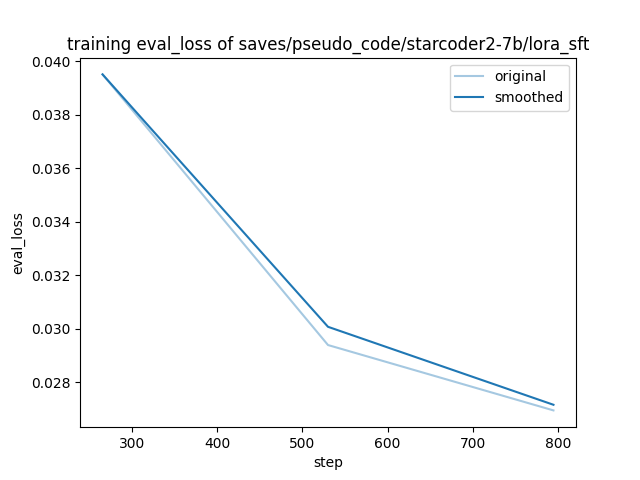 training eval_loss of saves/pseudo_code/starcoder2-7b/lora_sft
original
smoothed
0.040
0.038
0.036
0.034
0.032
0.030
0.028
eval_loss
300 400 500 600 700 800
step